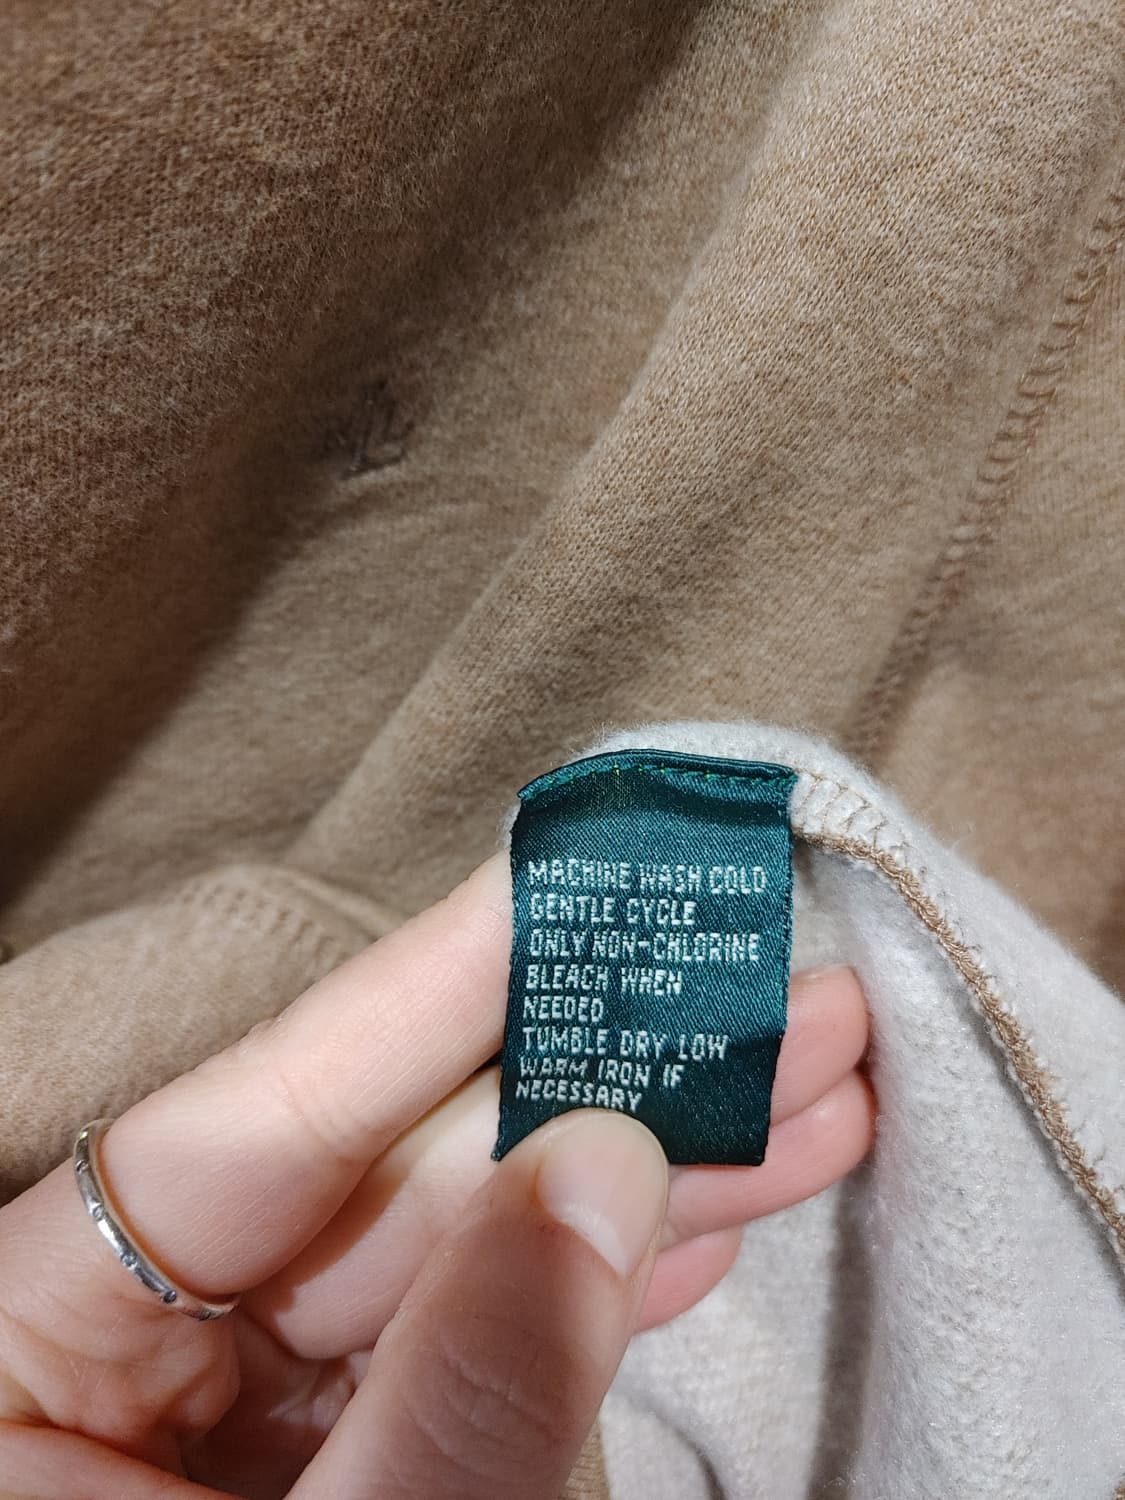 MACHINE WASH COLD
GENTLE CYCLE
ONLY NON-CHLORINE
BLEACH WHEN
NEEDED
TUMBLE DRY LOW
WARM IRON IF
NECESSARY